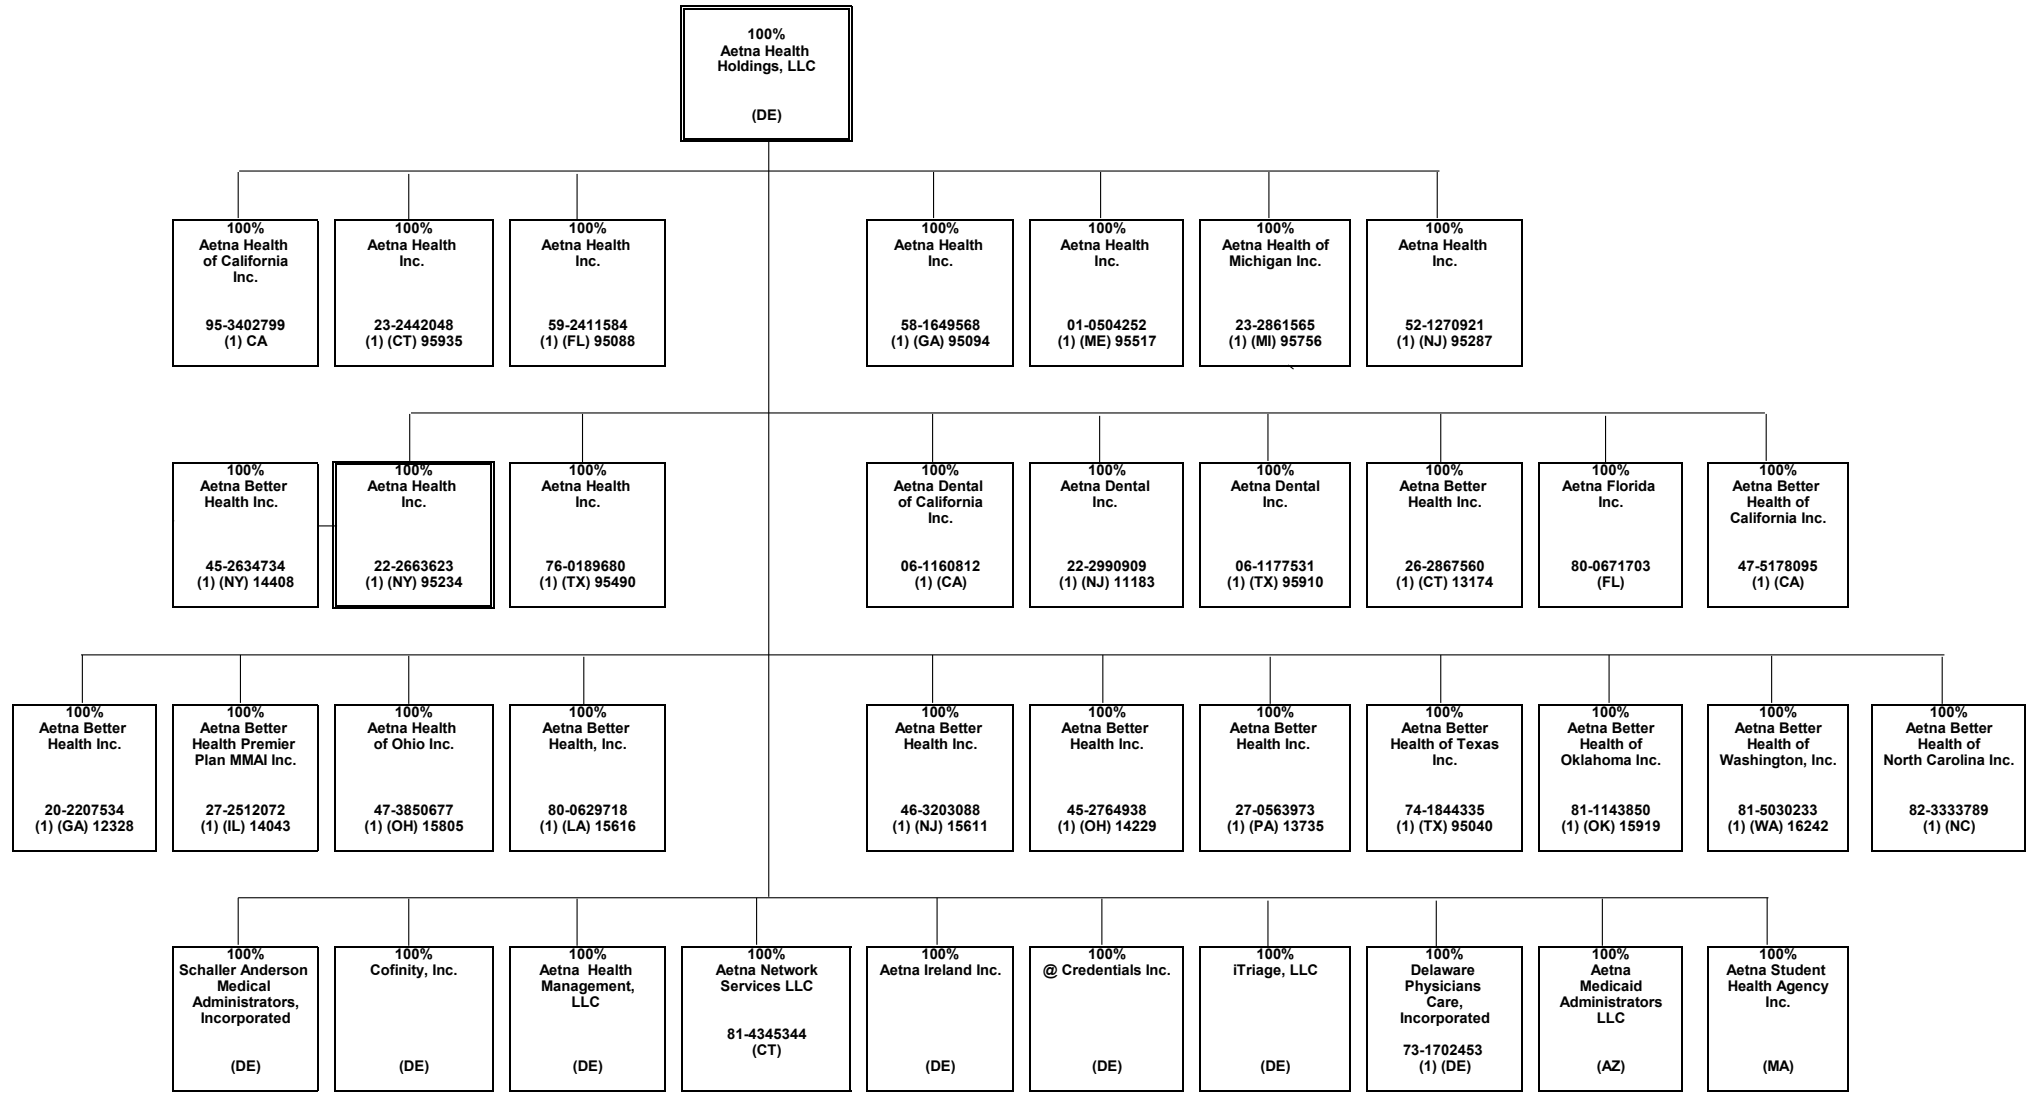 100%
Aetna Health
Holdings, LLC
(DE)
100%
Aetna Health
of California
Inc.
95-3402799
(1) CA
100%
Aetna Health
Inc.
23-2442048
(1) (CT) 95935
100%
Aetna Health
Inc.
59-2411584
(1) (FL) 95088
100%
Aetna Health
Inc.
58-1649568
(1) (GA) 95094
100%
Aetna Health
Inc.
01-0504252
(1) (ME) 95517
100%
Aetna Health of
Michigan Inc.
23-2861565
(1) (MI) 95756
100%
Aetna Health
Inc.
52-1270921
(1) (NJ) 95287
100%
Aetna Better
Health Inc.
45-2634734
(1) (NY) 14408
100%
Aetna Health
Inc.
22-2663623
(1) (NY) 95234
100%
Aetna Health
Inc.
76-0189680
(1) (TX) 95490
100%
Aetna Dental
of California
Inc.
06-1160812
(1) (CA)
100%
Aetna Dental
Inc.
22-2990909
(1) (NJ) 11183
100%
Aetna Dental
Inc.
06-1177531
(1) (TX) 95910
100%
Aetna Better
Health Inc.
26-2867560
(1) (CT) 13174
100%
Aetna Florida
Inc.
80-0671703
(FL)
100%
Aetna Better
Health of
California Inc.
47-5178095
(1) (CA)
100%
Aetna Better
Health Inc.
20-2207534
(1) (GA) 12328
100%
Aetna Better
Health Premier
Plan MMAI Inc.
27-2512072
(1) (IL) 14043
100%
Aetna Health
of Ohio Inc.
47-3850677
(1) (OH) 15805
100%
Aetna Better
Health, Inc.
80-0629718
(1) (LA) 15616
100%
Aetna Better
Health Inc.
46-3203088
(1) (NJ) 15611
100%
Aetna Better
Health Inc.
45-2764938
(1) (OH) 14229
100%
Aetna Better
Health Inc.
27-0563973
(1) (PA) 13735
100%
Aetna Better
Health of Texas
Inc.
74-1844335
(1) (TX) 95040
100%
Aetna Better
Health of
Oklahoma Inc.
81-1143850
(1) (OK) 15919
100%
Aetna Better
Health of
Washington, Inc.
81-5030233
(1) (WA) 16242
100%
Aetna Better
Health of
North Carolina Inc.
82-3333789
(1) (NC)
100%
Schaller Anderson
Medical
Administrators,
Incorporated
(DE)
100%
Cofinity, Inc.
(DE)
100%
Aetna Health
Management,
LLC
(DE)
100%
Aetna Network
Services LLC
81-4345344
(CT)
100%
Aetna Ireland Inc.
(DE)
100%
@ Credentials Inc.
(DE)
100%
iTriage, LLC
(DE)
100%
Delaware
Physicians
Care,
Incorporated
73-1702453
(1) (DE)
100%
Aetna
Medicaid
Administrators
LLC
(AZ)
100%
Aetna Student
Health Agency
Inc.
(MA)